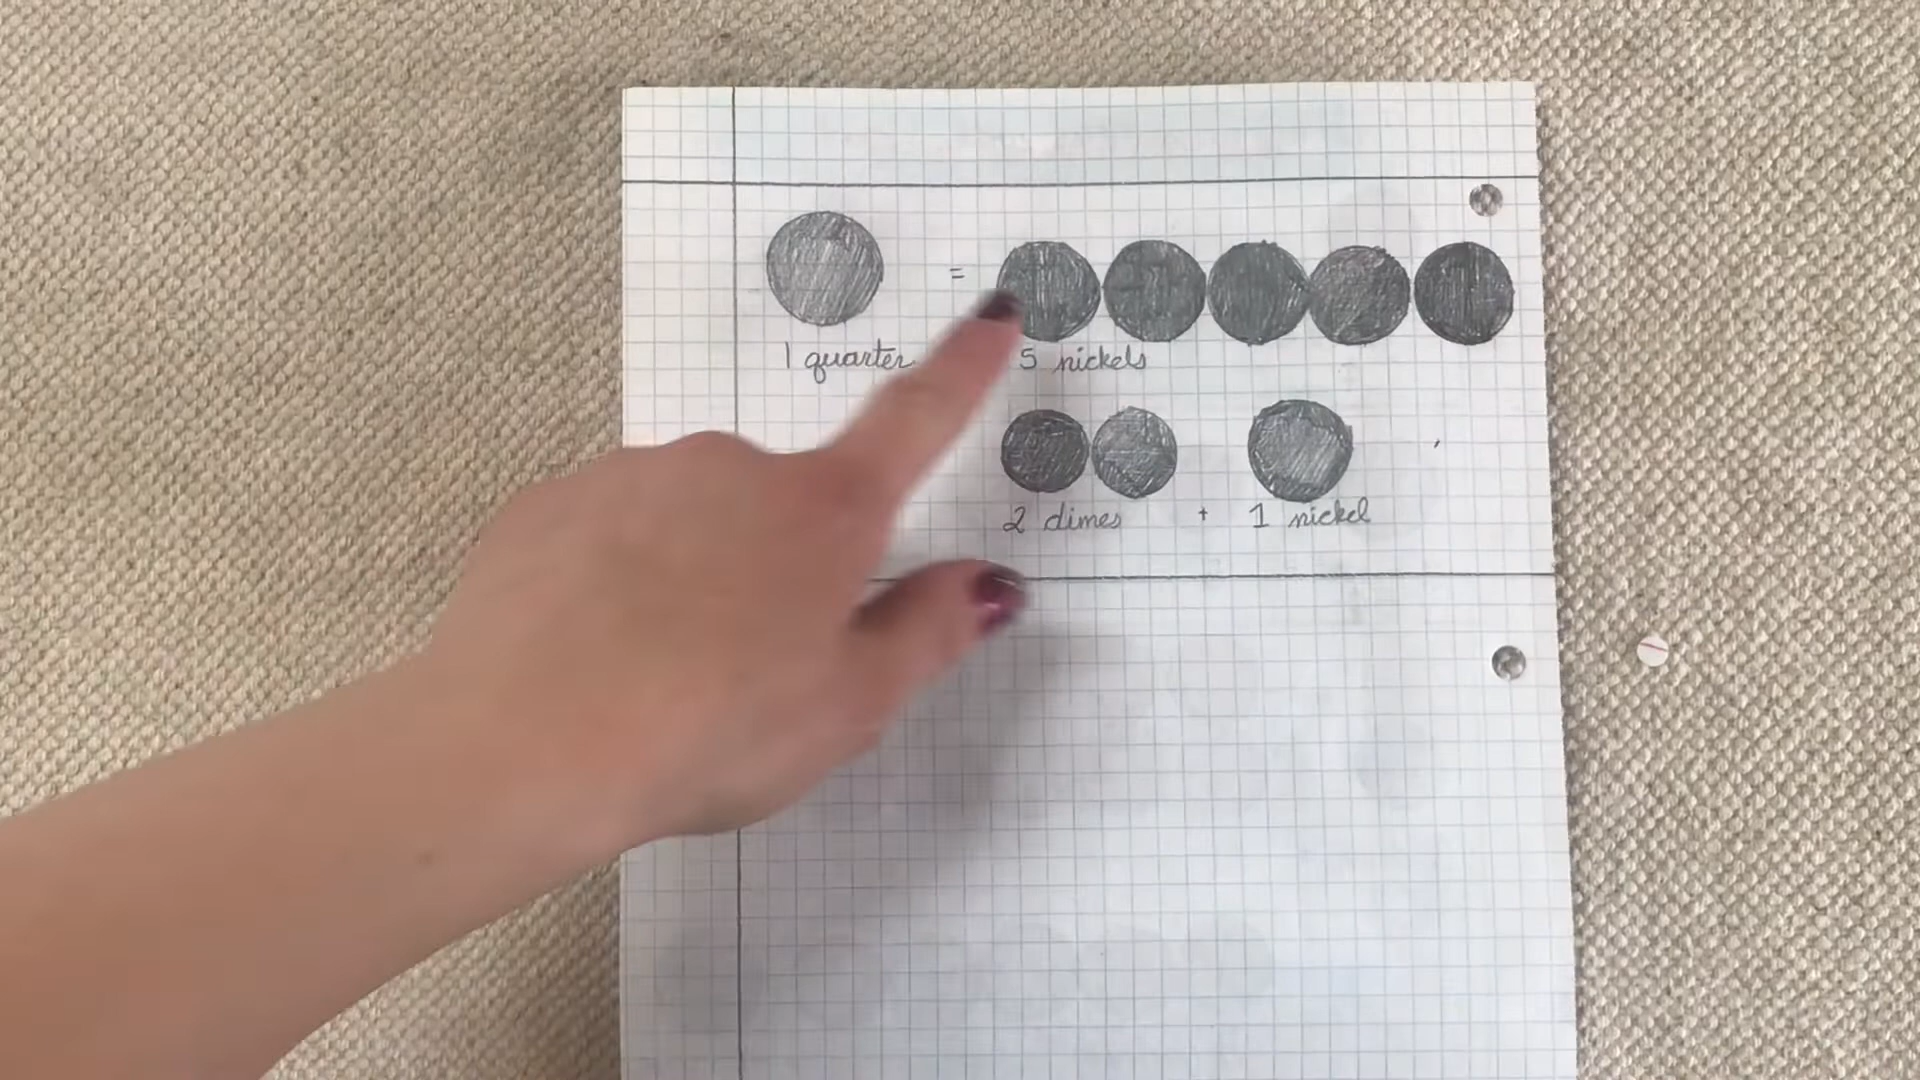 =
1 quarter 5 nickels
2 dimes + 1 nickel